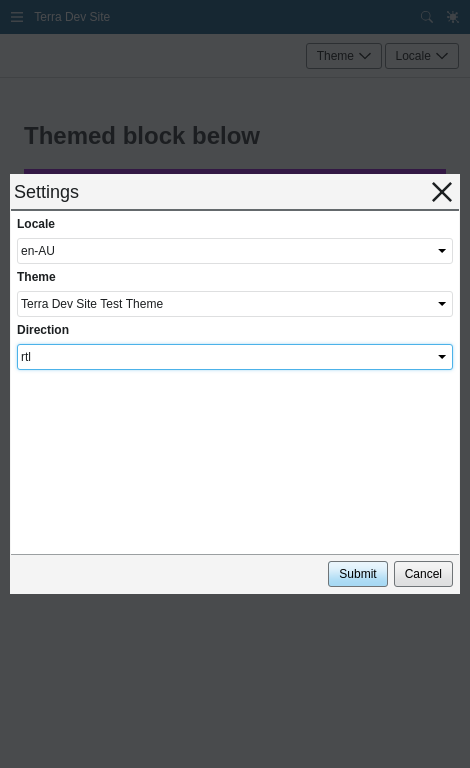 Terra Dev Site
Theme
Locale
Themed block below
Settings
Locale
en-AU
Theme
Terra Dev Site Test Theme
Direction
rtl
Submit
Cancel